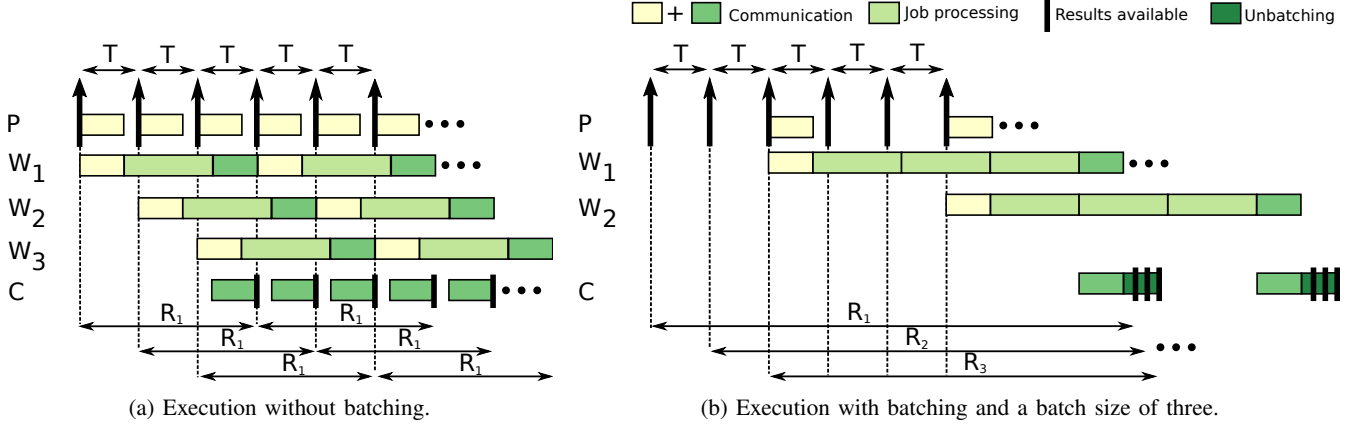 + Communication Job processing Results available Unbatching
T T T T T
P
W1
W2
W3
C
R1 R1
R1 R1
R1 R1
(a) Execution without batching.
T T T T T
P
W1
W2
C
R1
R2
R3
(b) Execution with batching and a batch size of three.